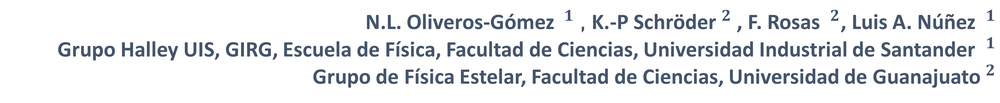 N.L. Oliveros-Gómez ¹ , K.-P Schröder ² , F. Rosas ², Luis A. Núñez ¹
Grupo Halley UIS, GIRG, Escuela de Física, Facultad de Ciencias, Universidad Industrial de Santander ¹
Grupo de Física Estelar, Facultad de Ciencias, Universidad de Guanajuato ²